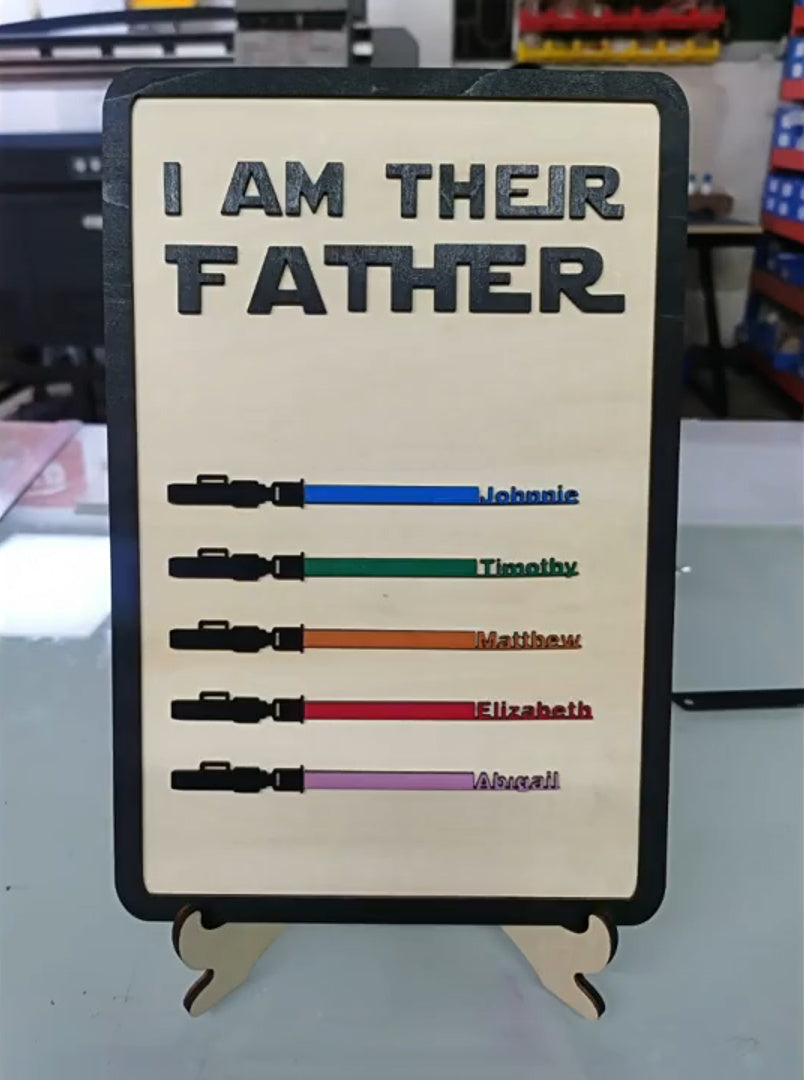 I AM THEIR
FATHER
Johnnie
Timothy
Matthew
Elizabeth
Abigail